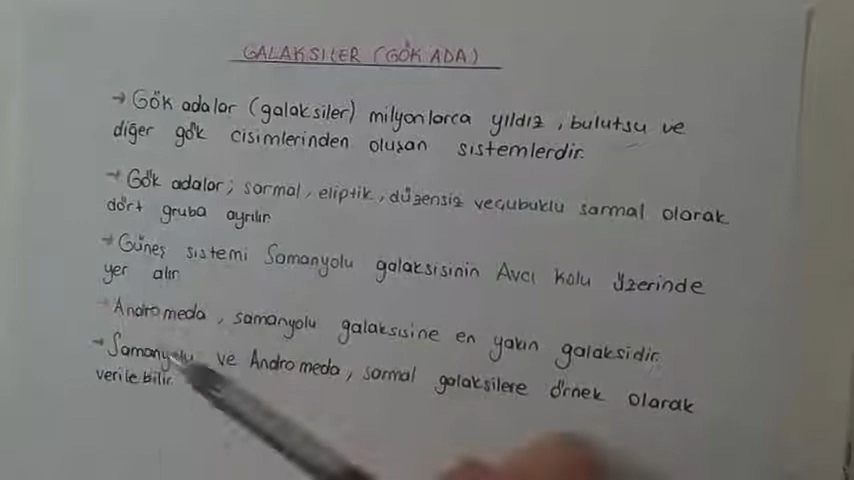 GALAKSİLER (GÖK ADA)
→ Gök adalar (galaksiler) milyonlarca yıldız, bulutsu ve
diğer gök cisimlerinden oluşan sistemlerdir.
→ Gök adalar; sarmal, eliptik, düzensiz ve çubuklu sarmal olarak
dört gruba ayrılır
→ Güneş sistemi Samanyolu galaksisinin Avcı kolu üzerinde
yer alır
→ Andromeda, samanyolu galaksisine en yakın galaksidir.
→ Samanyolu ve Andromeda, sarmal galaksilere örnek olarak
verilebilir.